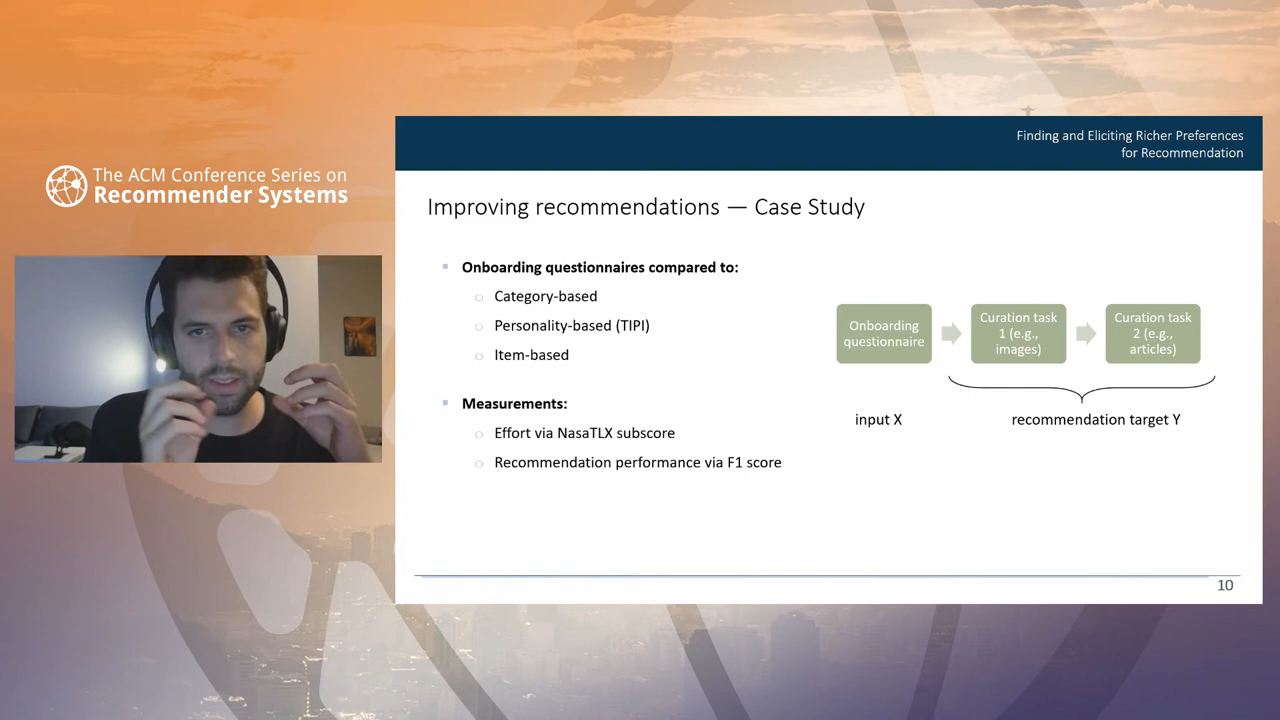 The ACM Conference Series on
Recommender Systems
Finding and Eliciting Richer Preferences
for Recommendation
Improving recommendations — Case Study
Onboarding questionnaires compared to:
Category-based
Personality-based (TIPI)
Item-based
Measurements:
Effort via NasaTLX subscore
Recommendation performance via F1 score
Onboarding
questionnaire
Curation task
1 (e.g.,
images)
Curation task
2 (e.g.,
articles)
input X
recommendation target Y
10